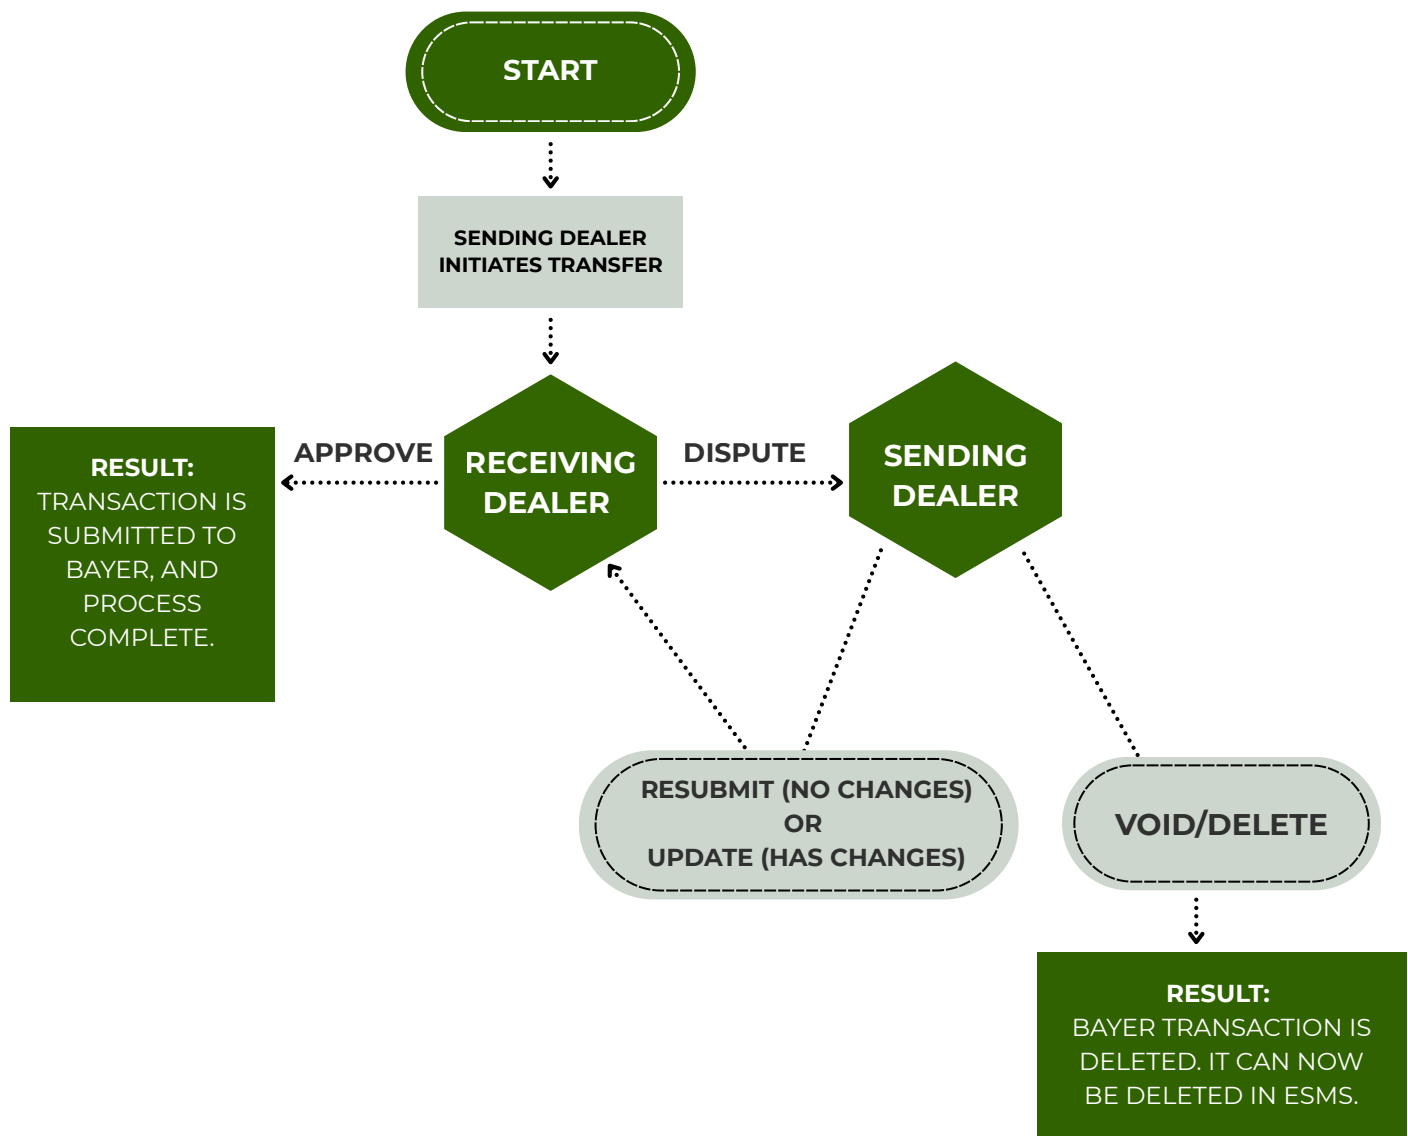 START
SENDING DEALER
INITIATES TRANSFER
RESULT:
TRANSACTION IS
SUBMITTED TO
BAYER, AND
PROCESS
COMPLETE.
APPROVE
RECEIVING
DEALER
DISPUTE
SENDING
DEALER
RESUBMIT (NO CHANGES)
OR
UPDATE (HAS CHANGES)
VOID/DELETE
RESULT:
BAYER TRANSACTION IS
DELETED. IT CAN NOW
BE DELETED IN ESMS.